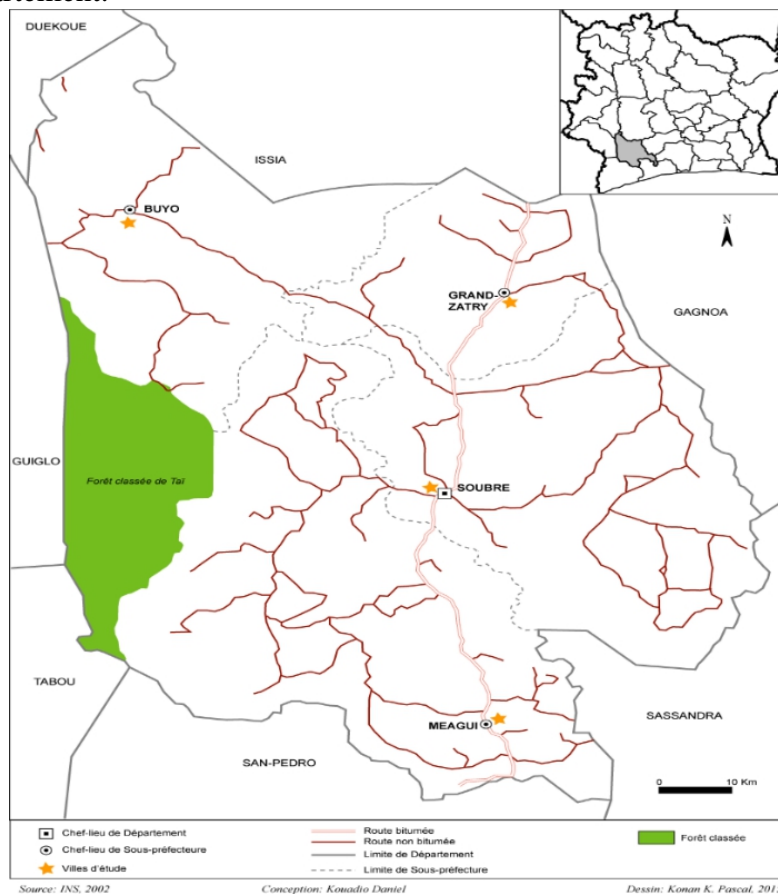 DUEKOUE
ISSIA
BUYO
N
GRAND-
ZATRY
GAGNOA
GUIGLO
Forêt classée de Taï
SOUBRE
TABOU
SASSANDRA
MEAGUI
SAN-PEDRO
0 10 Km
Chef-lieu de Département
Chef-lieu de Sous-préfecteure
Villes d'étude
Route bitumée
Route non bitumée
Limite de Département
Limite de Sous-préfecture
Forêt classée
Source: INS, 2002 Conception: Kouadio Daniel Dessin: Konan K. Pascal,